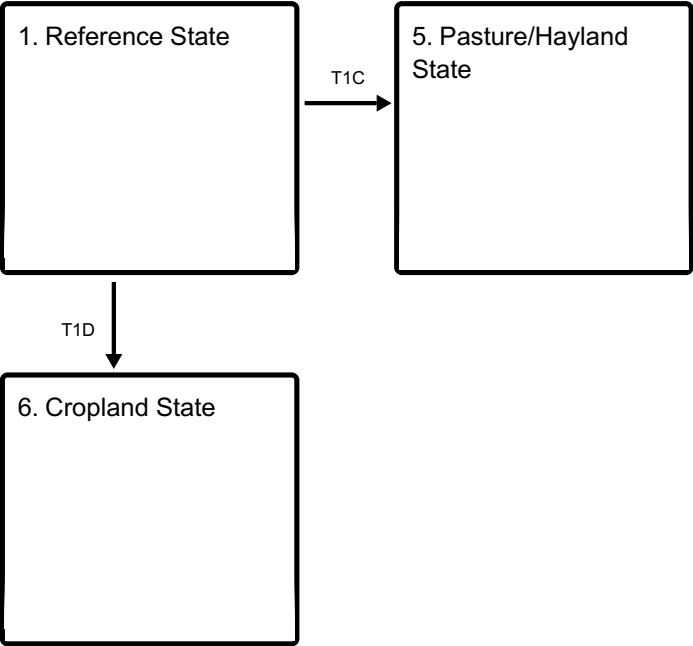 1. Reference State
5. Pasture/Hayland
State
T1C
T1D
6. Cropland State